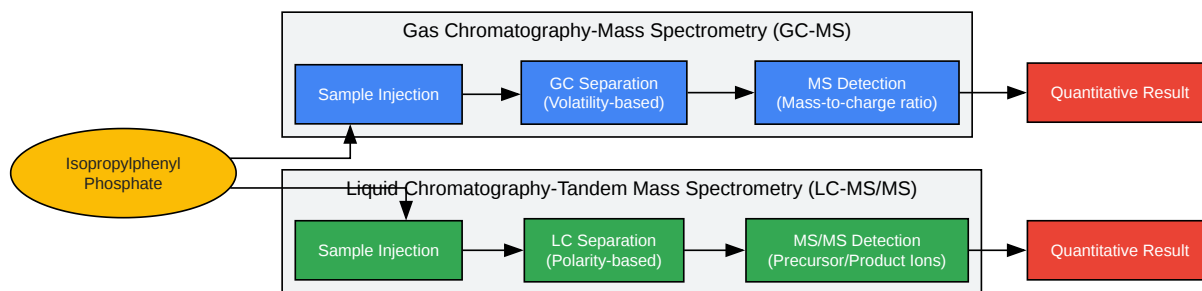 Gas Chromatography-Mass Spectrometry (GC-MS)
Sample Injection
GC Separation
(Volatility-based)
MS Detection
(Mass-to-charge ratio)
Quantitative Result
Isopropylphenyl
Phosphate
Liquid Chromatography-Tandem Mass Spectrometry (LC-MS/MS)
Sample Injection
LC Separation
(Polarity-based)
MS/MS Detection
(Precursor/Product Ions)
Quantitative Result